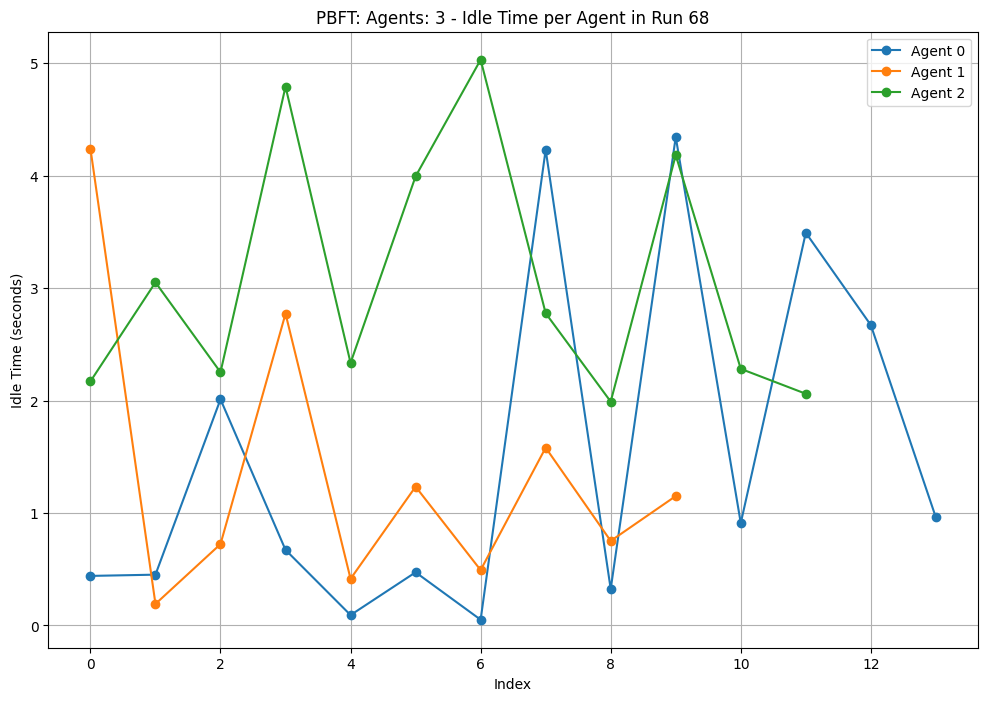 PBFT: Agents: 3 - Idle Time per Agent in Run 68
Agent 0
Agent 1
Agent 2
Idle Time (seconds)
5
4
3
2
1
0
0 2 4 6 8 10 12
Index